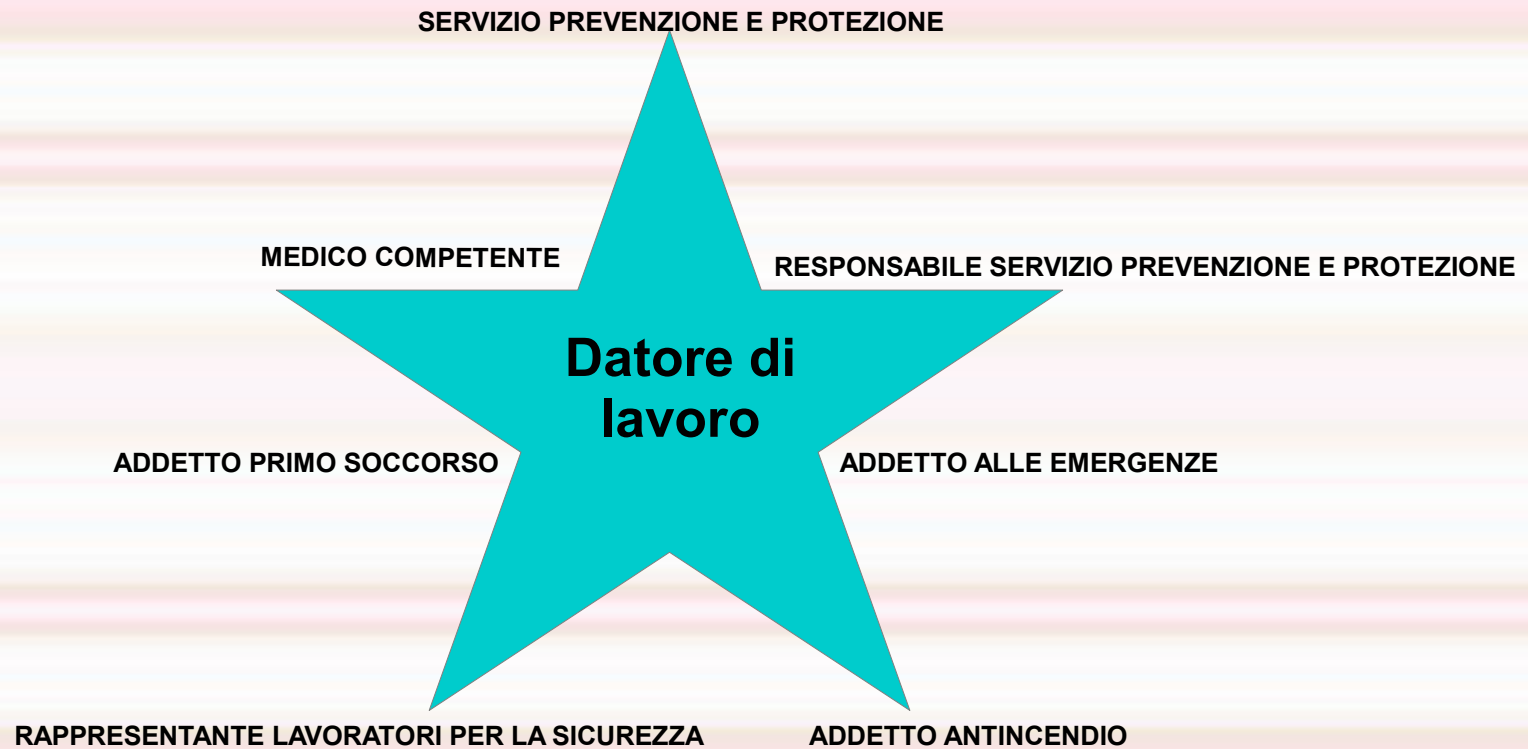 SERVIZIO PREVENZIONE E PROTEZIONE
MEDICO COMPETENTE
RESPONSABILE SERVIZIO PREVENZIONE E PROTEZIONE
Datore di
lavoro
ADDETTO PRIMO SOCCORSO
ADDETTO ALLE EMERGENZE
RAPPRESENTANTE LAVORATORI PER LA SICUREZZA
ADDETTO ANTINCENDIO